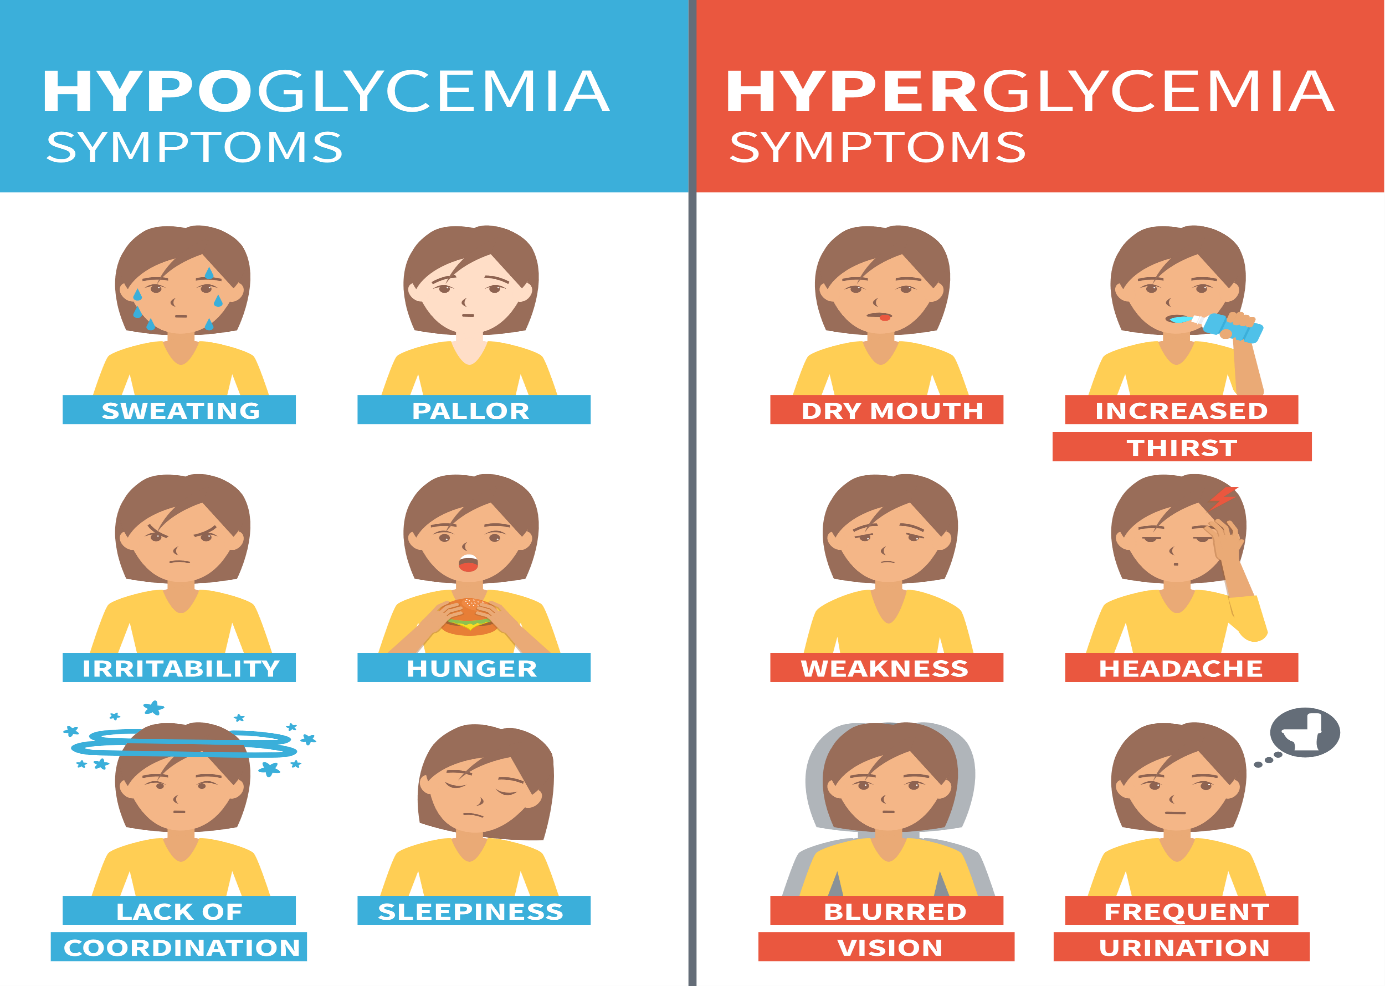 HYPOGLYCEMIA
SYMPTOMS
SWEATING
PALLOR
IRRITABILITY
HUNGER
LACK OF
COORDINATION
SLEEPINESS
HYPERGLYCEMIA
SYMPTOMS
DRY MOUTH
INCREASED
THIRST
WEAKNESS
HEADACHE
BLURRED
VISION
FREQUENT
URINATION